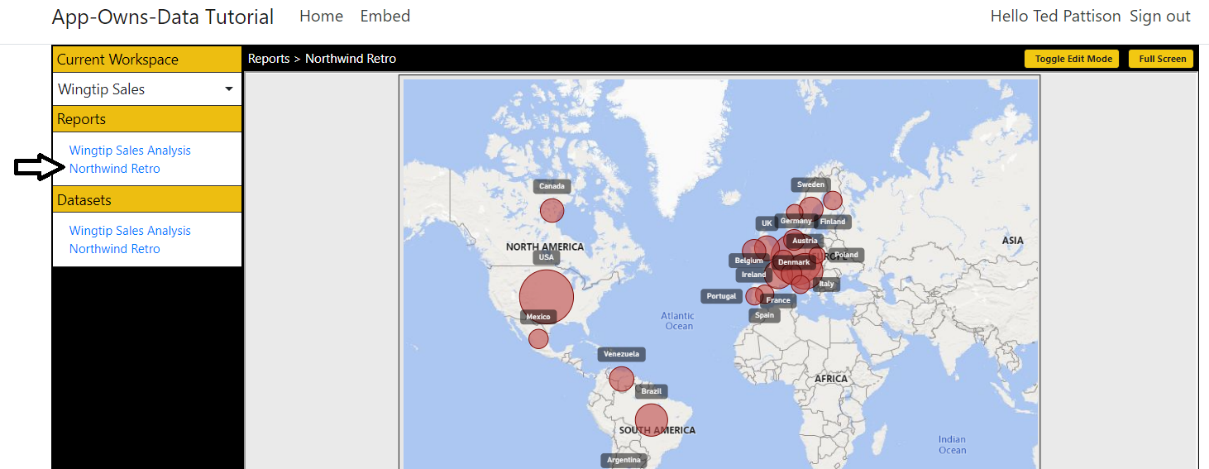 App-Owns-Data Tutorial Home Embed Hello Ted Pattison Sign out
Current Workspace
Wingtip Sales
Reports
Wingtip Sales Analysis
Northwind Retro
Datasets
Wingtip Sales Analysis
Northwind Retro
Reports > Northwind Retro Toggle Edit Mode Full Screen
Canada
Sweden
UK Germany Finland
NORTH AMERICA
ASIA
Austria
USA
Belgium Denmark Poland
Ireland
Italy
Portugal France
Mexico
Spain
Atlantic
Ocean
Venezuela
AFRICA
Brazil
SOUTH AMERICA
Indian
Ocean
Argentina